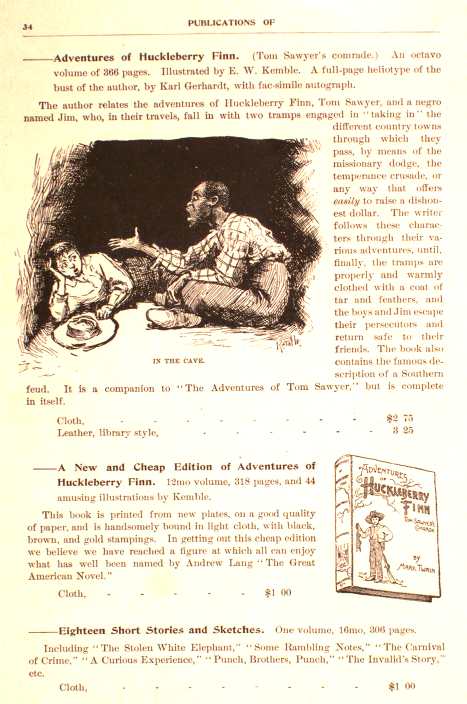 34
PUBLICATIONS OF
——Adventures of Huckleberry Finn. (Tom Sawyer's comrade.) An octavo
volume of 366 pages. Illustrated by E. W. Kemble. A full-page heliotype of the
bust of the author, by Karl Gerhardt, with fac-simile autograph.
The author relates the adventures of Huckleberry Finn, Tom Sawyer, and a negro
named Jim, who, in their travels, fall in with two tramps engaged in "taking in" the
different country towns
through which they
pass, by means of the
missionary dodge, the
temperance crusade, or
any way that offers
easily to raise a dishon-
est dollar. The writer
follows these charac-
ters through their va-
rious adventures, until,
finally, the tramps are
properly and warmly
clothed with a coat of
tar and feathers, and
the boys and Jim escape
their persecutors and
return safe to their
friends. The book also
contains the famous de-
scription of a Southern
Kemble
IN THE CAVE.
feud. It is a companion to "The Adventures of Tom Sawyer," but is complete
in itself.
Cloth, - - - - - - - - - $2 75
Leather, library style, - - - - - - - 3 25
——A New and Cheap Edition of Adventures of
Huckleberry Finn. 12mo volume, 318 pages, and 44
amusing illustrations by Kemble.
This book is printed from new plates, on a good quality
of paper, and is handsomely bound in light cloth, with black,
brown, and gold stampings. In getting out this cheap edition
we believe we have reached a figure at which all can enjoy
what has well been named by Andrew Lang "The Great
American Novel."
Cloth, - - - - - $1 00
ADVENTURES
OF
HUCKLEBERRY
FINN
TOM SAWYER'S
COMRADE
BY
MARK TWAIN
——Eighteen Short Stories and Sketches. One volume, 16mo, 306 pages.
Including "The Stolen White Elephant," "Some Rambling Notes," "The Carnival
of Crime," "A Curious Experience," "Punch, Brothers, Punch," "The Invalid's Story,"
etc.
Cloth, - - - - - - - - - $1 00